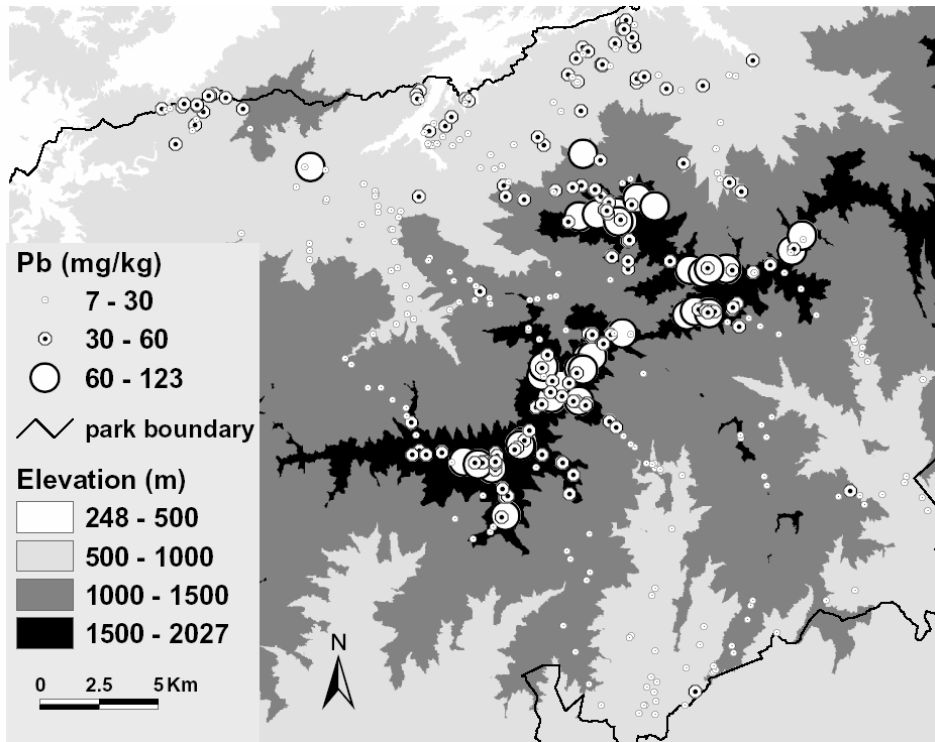 Pb (mg/kg)
7 - 30
30 - 60
60 - 123
park boundary
Elevation (m)
248 - 500
500 - 1000
1000 - 1500
1500 - 2027
N
0 2.5 5 Km